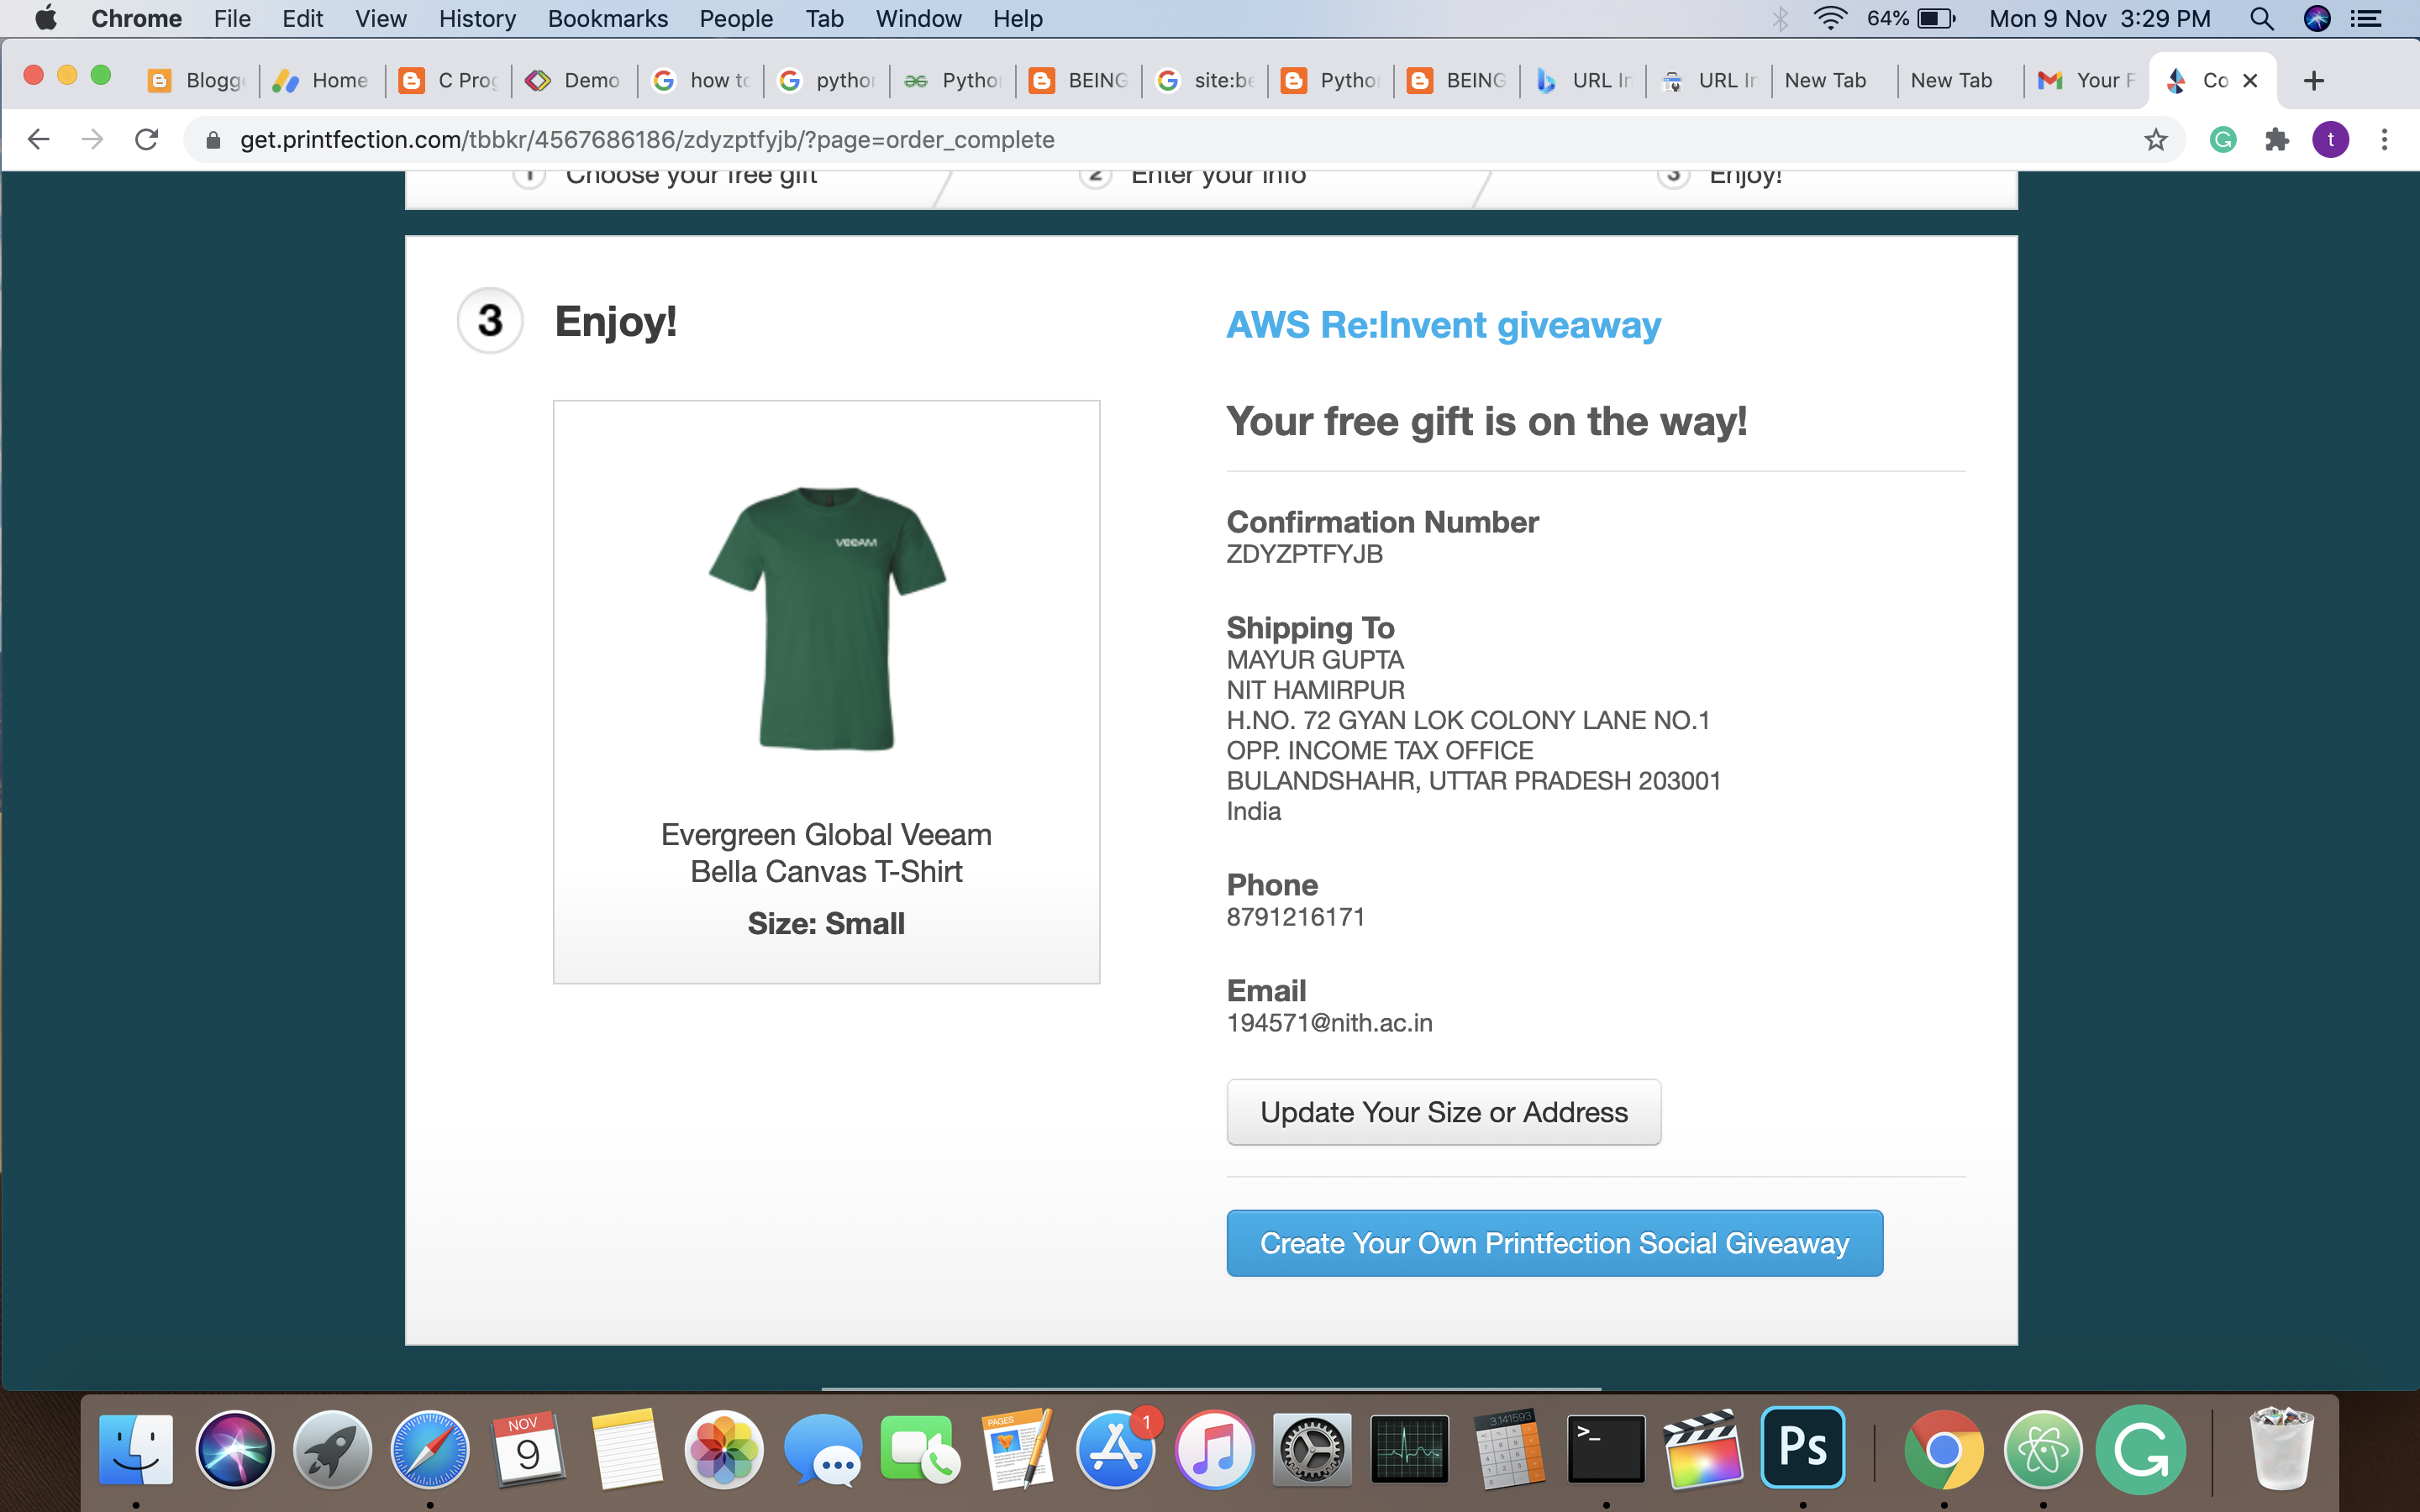 Chrome File Edit View History Bookmarks People Tab Window Help 64% Mon 9 Nov 3:29 PM
Blogg Home C Prog Demo how to python Pytho BEING site:be Pytho BEING URL In URL In New Tab New Tab Your F Co
get.printfection.com/tbbkr/4567686186/zdyzptfyjb/?page=order_complete t
1 Choose your free gift 2 Enter your info 3 Enjoy!
3 Enjoy!
VEEAM
Evergreen Global Veeam
Bella Canvas T-Shirt
Size: Small
AWS Re:Invent giveaway
Your free gift is on the way!
Confirmation Number
ZDYZPTFYJB
Shipping To
MAYUR GUPTA
NIT HAMIRPUR
H.NO. 72 GYAN LOK COLONY LANE NO.1
OPP. INCOME TAX OFFICE
BULANDSHAHR, UTTAR PRADESH 203001
India
Phone
8791216171
Email
194571@nith.ac.in
Update Your Size or Address
Create Your Own Printfection Social Giveaway
NOV
9
PAGES
1
3.141593
>_
Ps